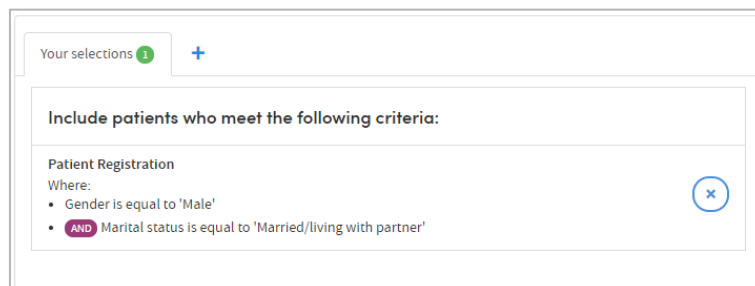 Your selections 1 +
Include patients who meet the following criteria:
Patient Registration
Where:
• Gender is equal to 'Male'
• AND Marital status is equal to 'Married/living with partner'